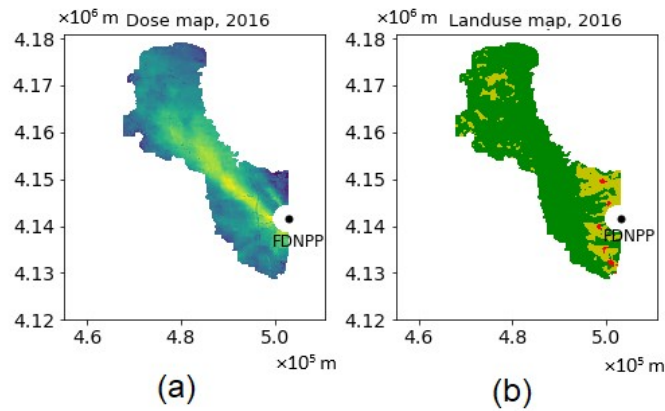 ×10⁶ m Dose map, 2016
4.18
4.17
4.16
4.15
4.14
4.13
4.12
FDNPP
4.6 4.8 5.0
×10⁵ m
(a)
×10⁶ m Landuse map, 2016
4.18
4.17
4.16
4.15
4.14
4.13
4.12
FDNPP
4.6 4.8 5.0
×10⁵ m
(b)